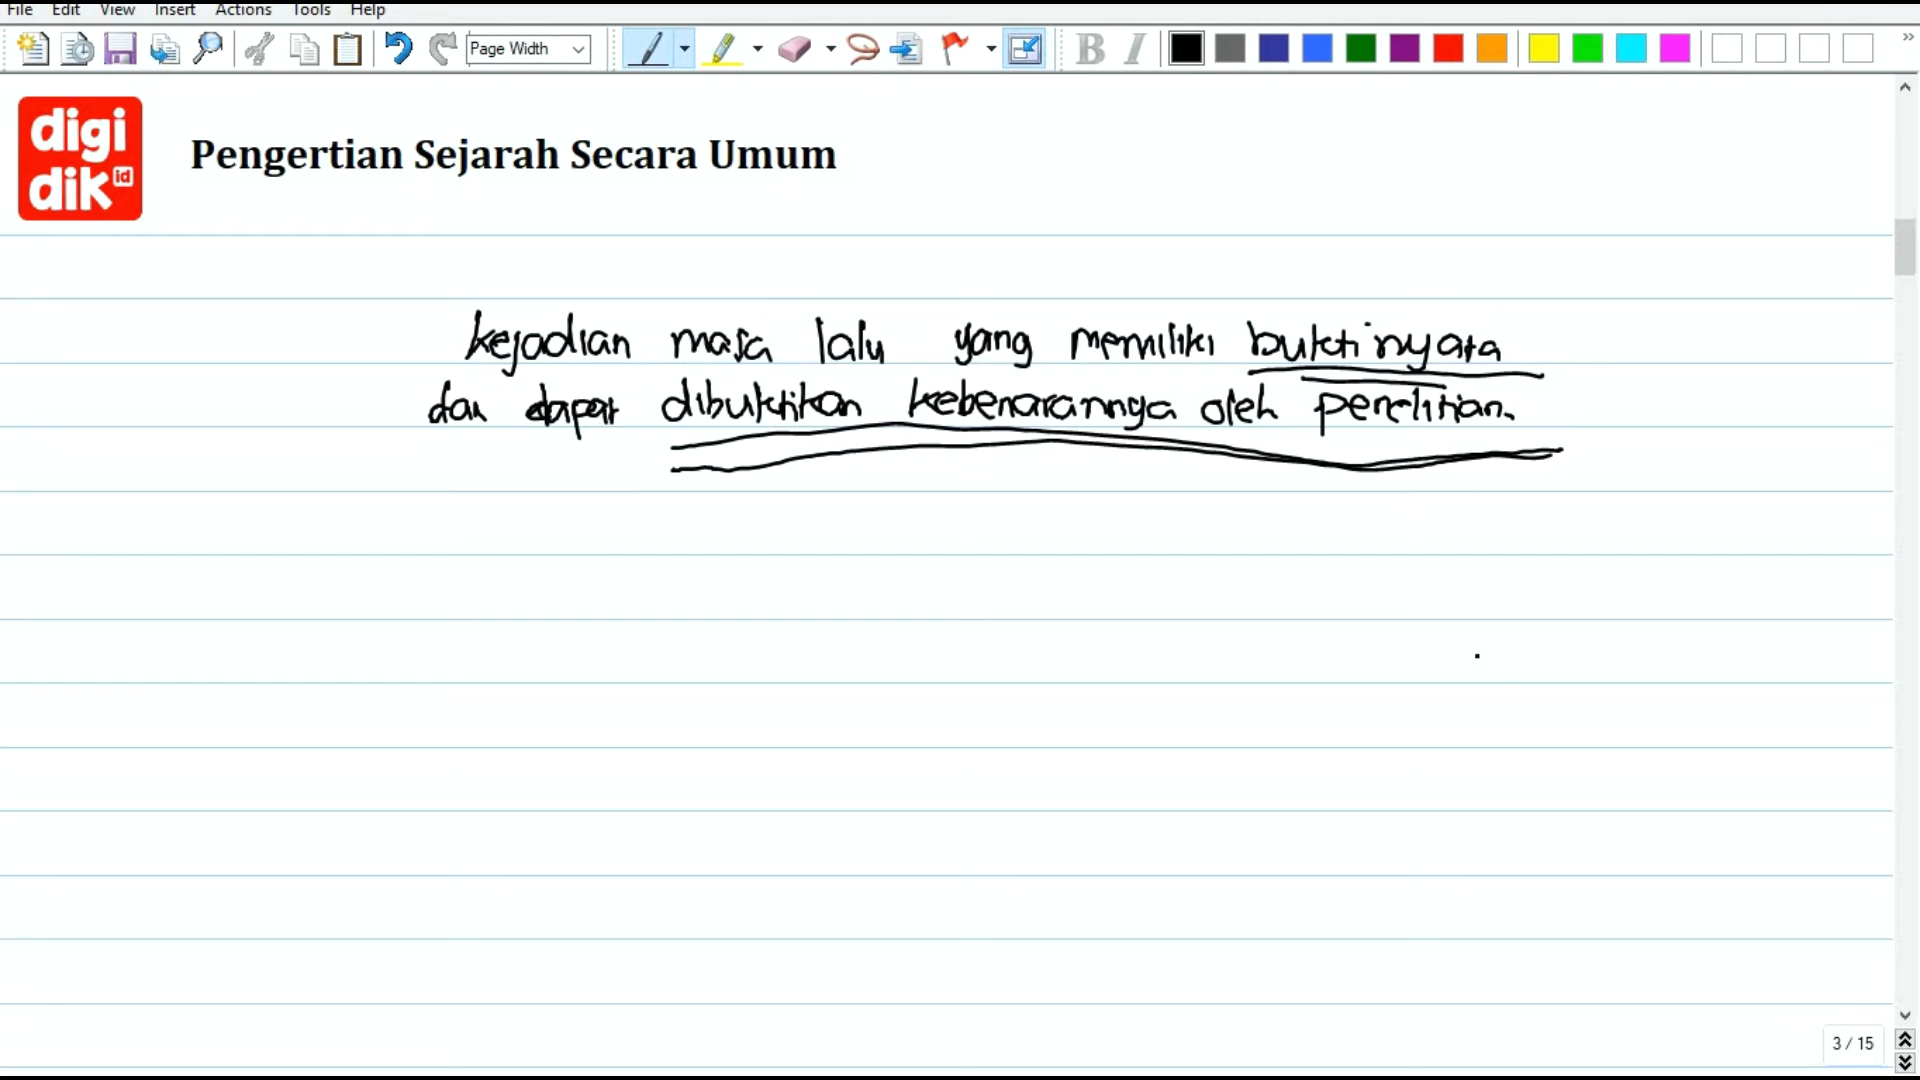 File Edit View Insert Actions Tools Help
Page Width B I
digi
dik id
Pengertian Sejarah Secara Umum
kejadian masa lalu yang memiliki bukti nyata
dan dapat dibuktikan kebenarannya oleh penelitian.
3 / 15